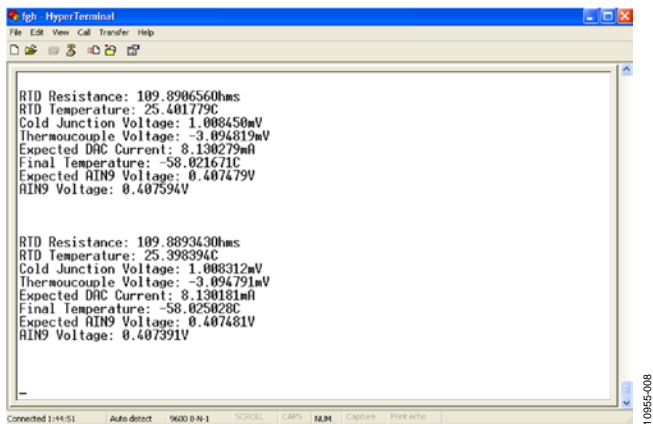 fgh - HyperTerminal
File Edit View Call Transfer Help
RTD Resistance: 109.890656Ohms
RTD Temperature: 25.401779C
Cold Junction Voltage: 1.008450mV
Thermoucouple Voltage: -3.094819mV
Expected DAC Current: 8.130279mA
Final Temperature: -58.021671C
Expected AIN9 Voltage: 0.407479V
AIN9 Voltage: 0.407594V
RTD Resistance: 109.889343Ohms
RTD Temperature: 25.398394C
Cold Junction Voltage: 1.008312mV
Thermoucouple Voltage: -3.094791mV
Expected DAC Current: 8.130181mA
Final Temperature: -58.025028C
Expected AIN9 Voltage: 0.407481V
AIN9 Voltage: 0.407391V
_
Connected 1:44:51 Auto detect 9600 8-N-1 SCROLL CAPS NUM Capture Print echo
10955-008